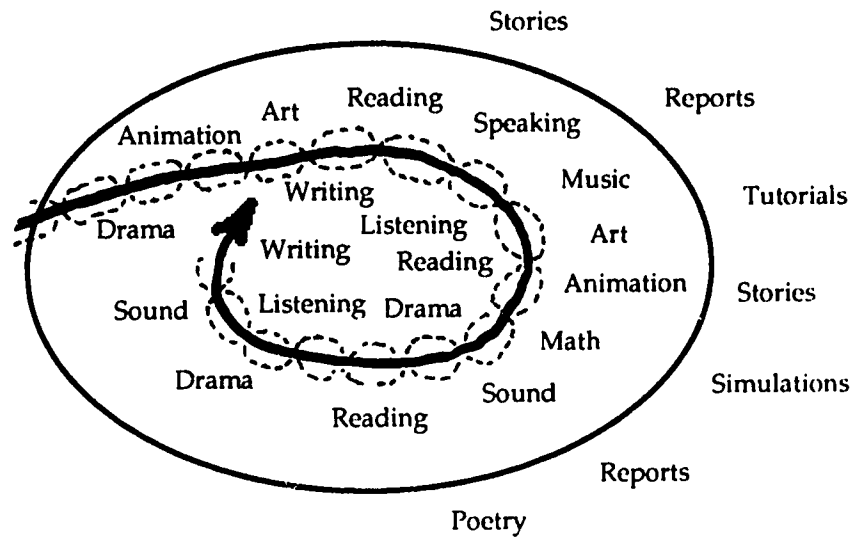 Stories
Reports
Reading
Art
Speaking
Animation
Music
Tutorials
Writing
Drama
Listening
Art
Writing
Reading
Animation
Stories
Sound
Listening
Drama
Math
Simulations
Drama
Sound
Reading
Reports
Poetry